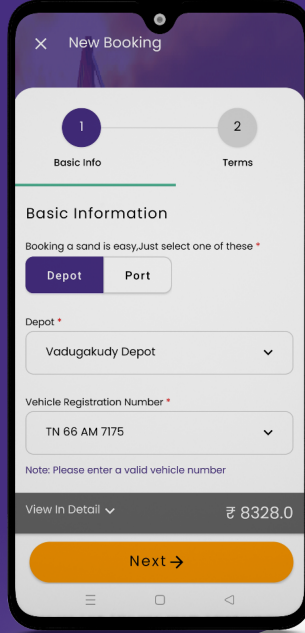 New Booking
1
2
Basic Info
Terms
Basic Information
Booking a sand is easy,Just select one of these *
Depot
Port
Depot *
Vadugakudy Depot
Vehicle Registration Number *
TN 66 AM 7175
Note: Please enter a valid vehicle number
View In Detail
₹ 8328.0
Next